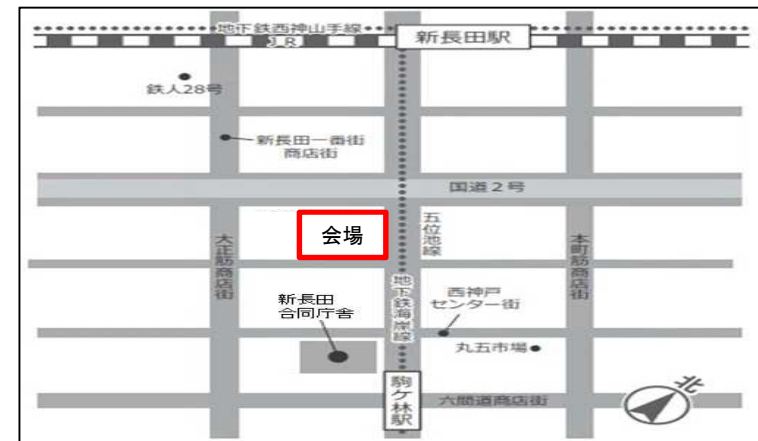 地下鉄西神山手線
JR
新長田駅
鉄人28号
新長田一番街
商店街
国道2号
会場
五位池線
大正筋商店街
本町筋商店街
地下鉄海岸線
新長田
合同庁舎
西神戸
センター街
丸五市場
駒ケ林駅
六間道商店街
北